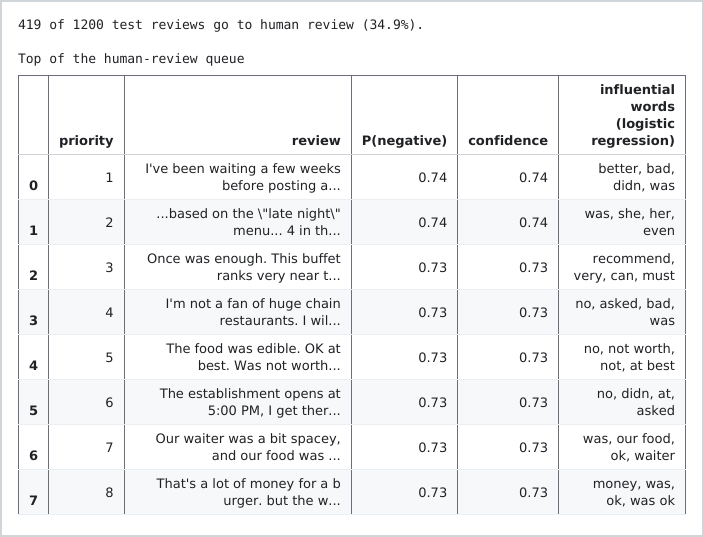 419 of 1200 test reviews go to human review (34.9%).
Top of the human-review queue
priority review P(negative) confidence influential words (logistic regression)
0 1 I've been waiting a few weeks before posting a... 0.74 0.74 better, bad, didn, was
1 2 ...based on the \"late night\" menu... 4 in th... 0.74 0.74 was, she, her, even
2 3 Once was enough. This buffet ranks very near t... 0.73 0.73 recommend, very, can, must
3 4 I'm not a fan of huge chain restaurants. I wil... 0.73 0.73 no, asked, bad, was
4 5 The food was edible. OK at best. Was not worth... 0.73 0.73 no, not worth, not, at best
5 6 The establishment opens at 5:00 PM, I get ther... 0.73 0.73 no, didn, at, asked
6 7 Our waiter was a bit spacey, and our food was ... 0.73 0.73 was, our food, ok, waiter
7 8 That's a lot of money for a b urger. but the w... 0.73 0.73 money, was, ok, was ok